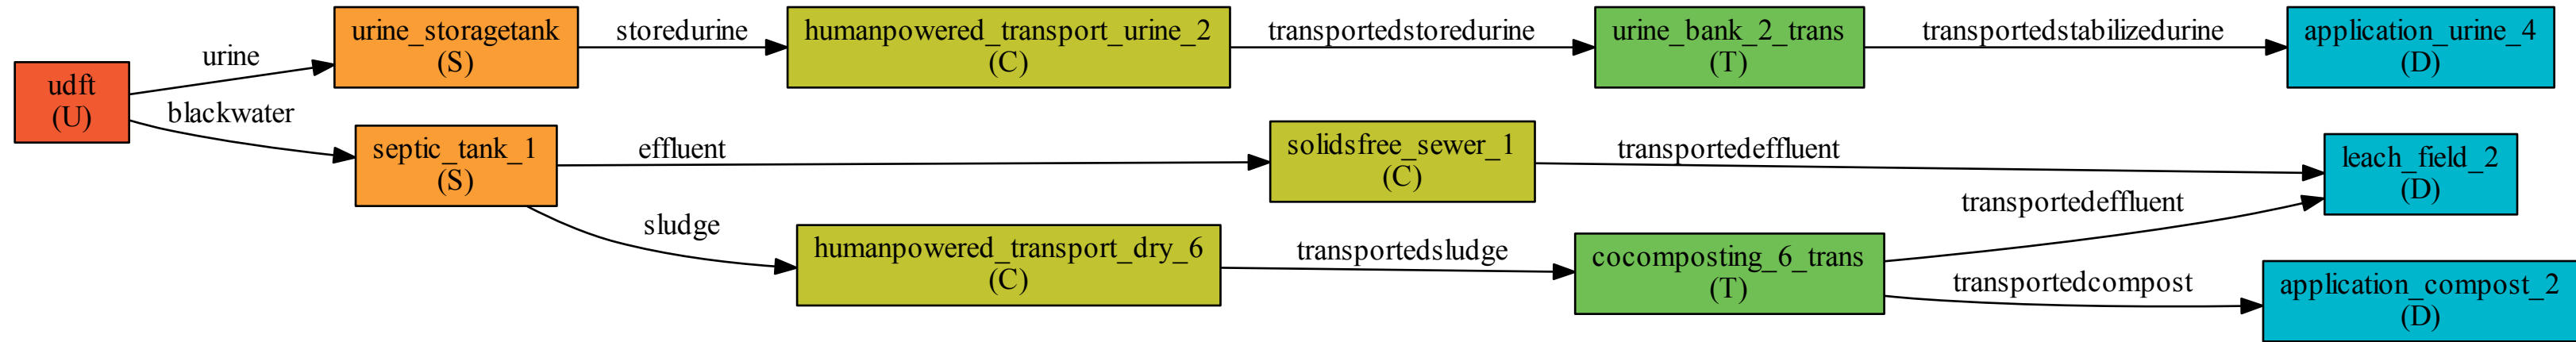 udft
(U)
urine
blackwater
urine_storagetank
(S)
septic_tank_1
(S)
storedurine
effluent
sludge
humanpowered_transport_urine_2
(C)
solidsfree_sewer_1
(C)
humanpowered_transport_dry_6
(C)
transportedstoredurine
transportedsludge
urine_bank_2_trans
(T)
cocomposting_6_trans
(T)
transportedstabilizedurine
transportedeffluent
transportedeffluent
transportedcompost
application_urine_4
(D)
leach_field_2
(D)
application_compost_2
(D)